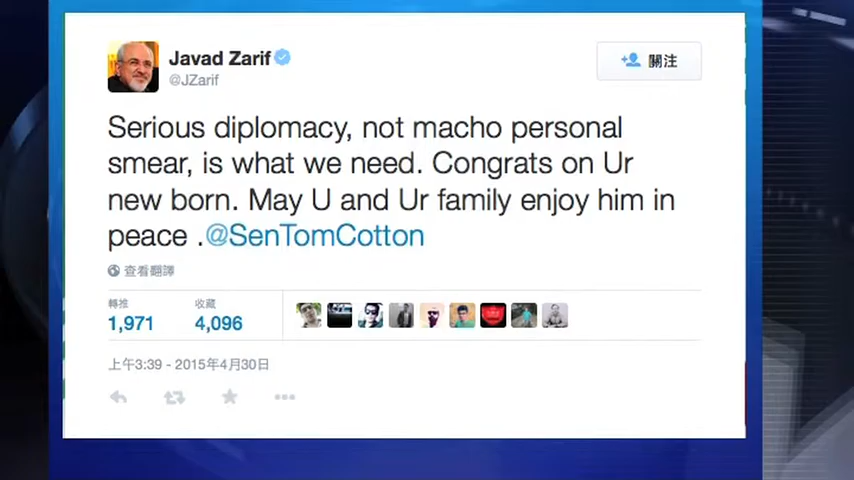 Javad Zarif
@JZarif
關注
Serious diplomacy, not macho personal
smear, is what we need. Congrats on Ur
new born. May U and Ur family enjoy him in
peace .@SenTomCotton
查看翻譯
轉推
收藏
1,971
4,096
上午3:39 - 2015年4月30日